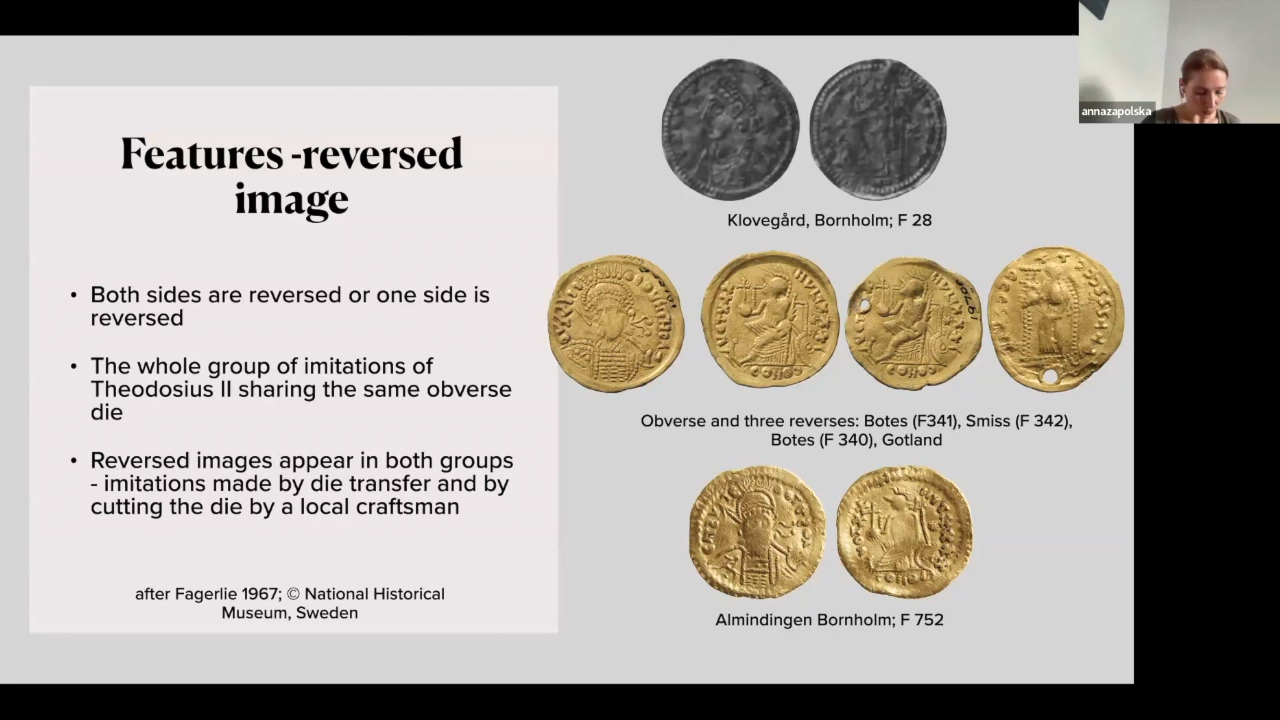 Features -reversed
image
• Both sides are reversed or one side is
reversed
• The whole group of imitations of
Theodosius II sharing the same obverse
die
• Reversed images appear in both groups
- imitations made by die transfer and by
cutting the die by a local craftsman
after Fagerlie 1967; © National Historical
Museum, Sweden
Klovegård, Bornholm; F 28
Obverse and three reverses: Botes (F341), Smiss (F 342),
Botes (F 340), Gotland
Almindingen Bornholm; F 752
annazapolska